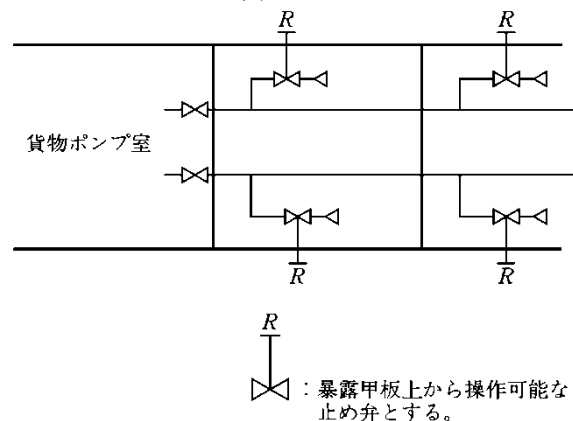 R R
貨物ポンプ室
R R
R
：暴露甲板上から操作可能な
止め弁とする。